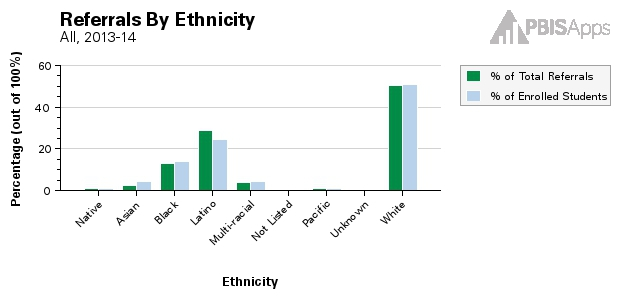 Referrals By Ethnicity
All, 2013-14
PBISApps
% of Total Referrals
% of Enrolled Students
Percentage (out of 100%)
60
40
20
0
Native
Asian
Black
Latino
Multi-racial
Not Listed
Pacific
Unknown
White
Ethnicity